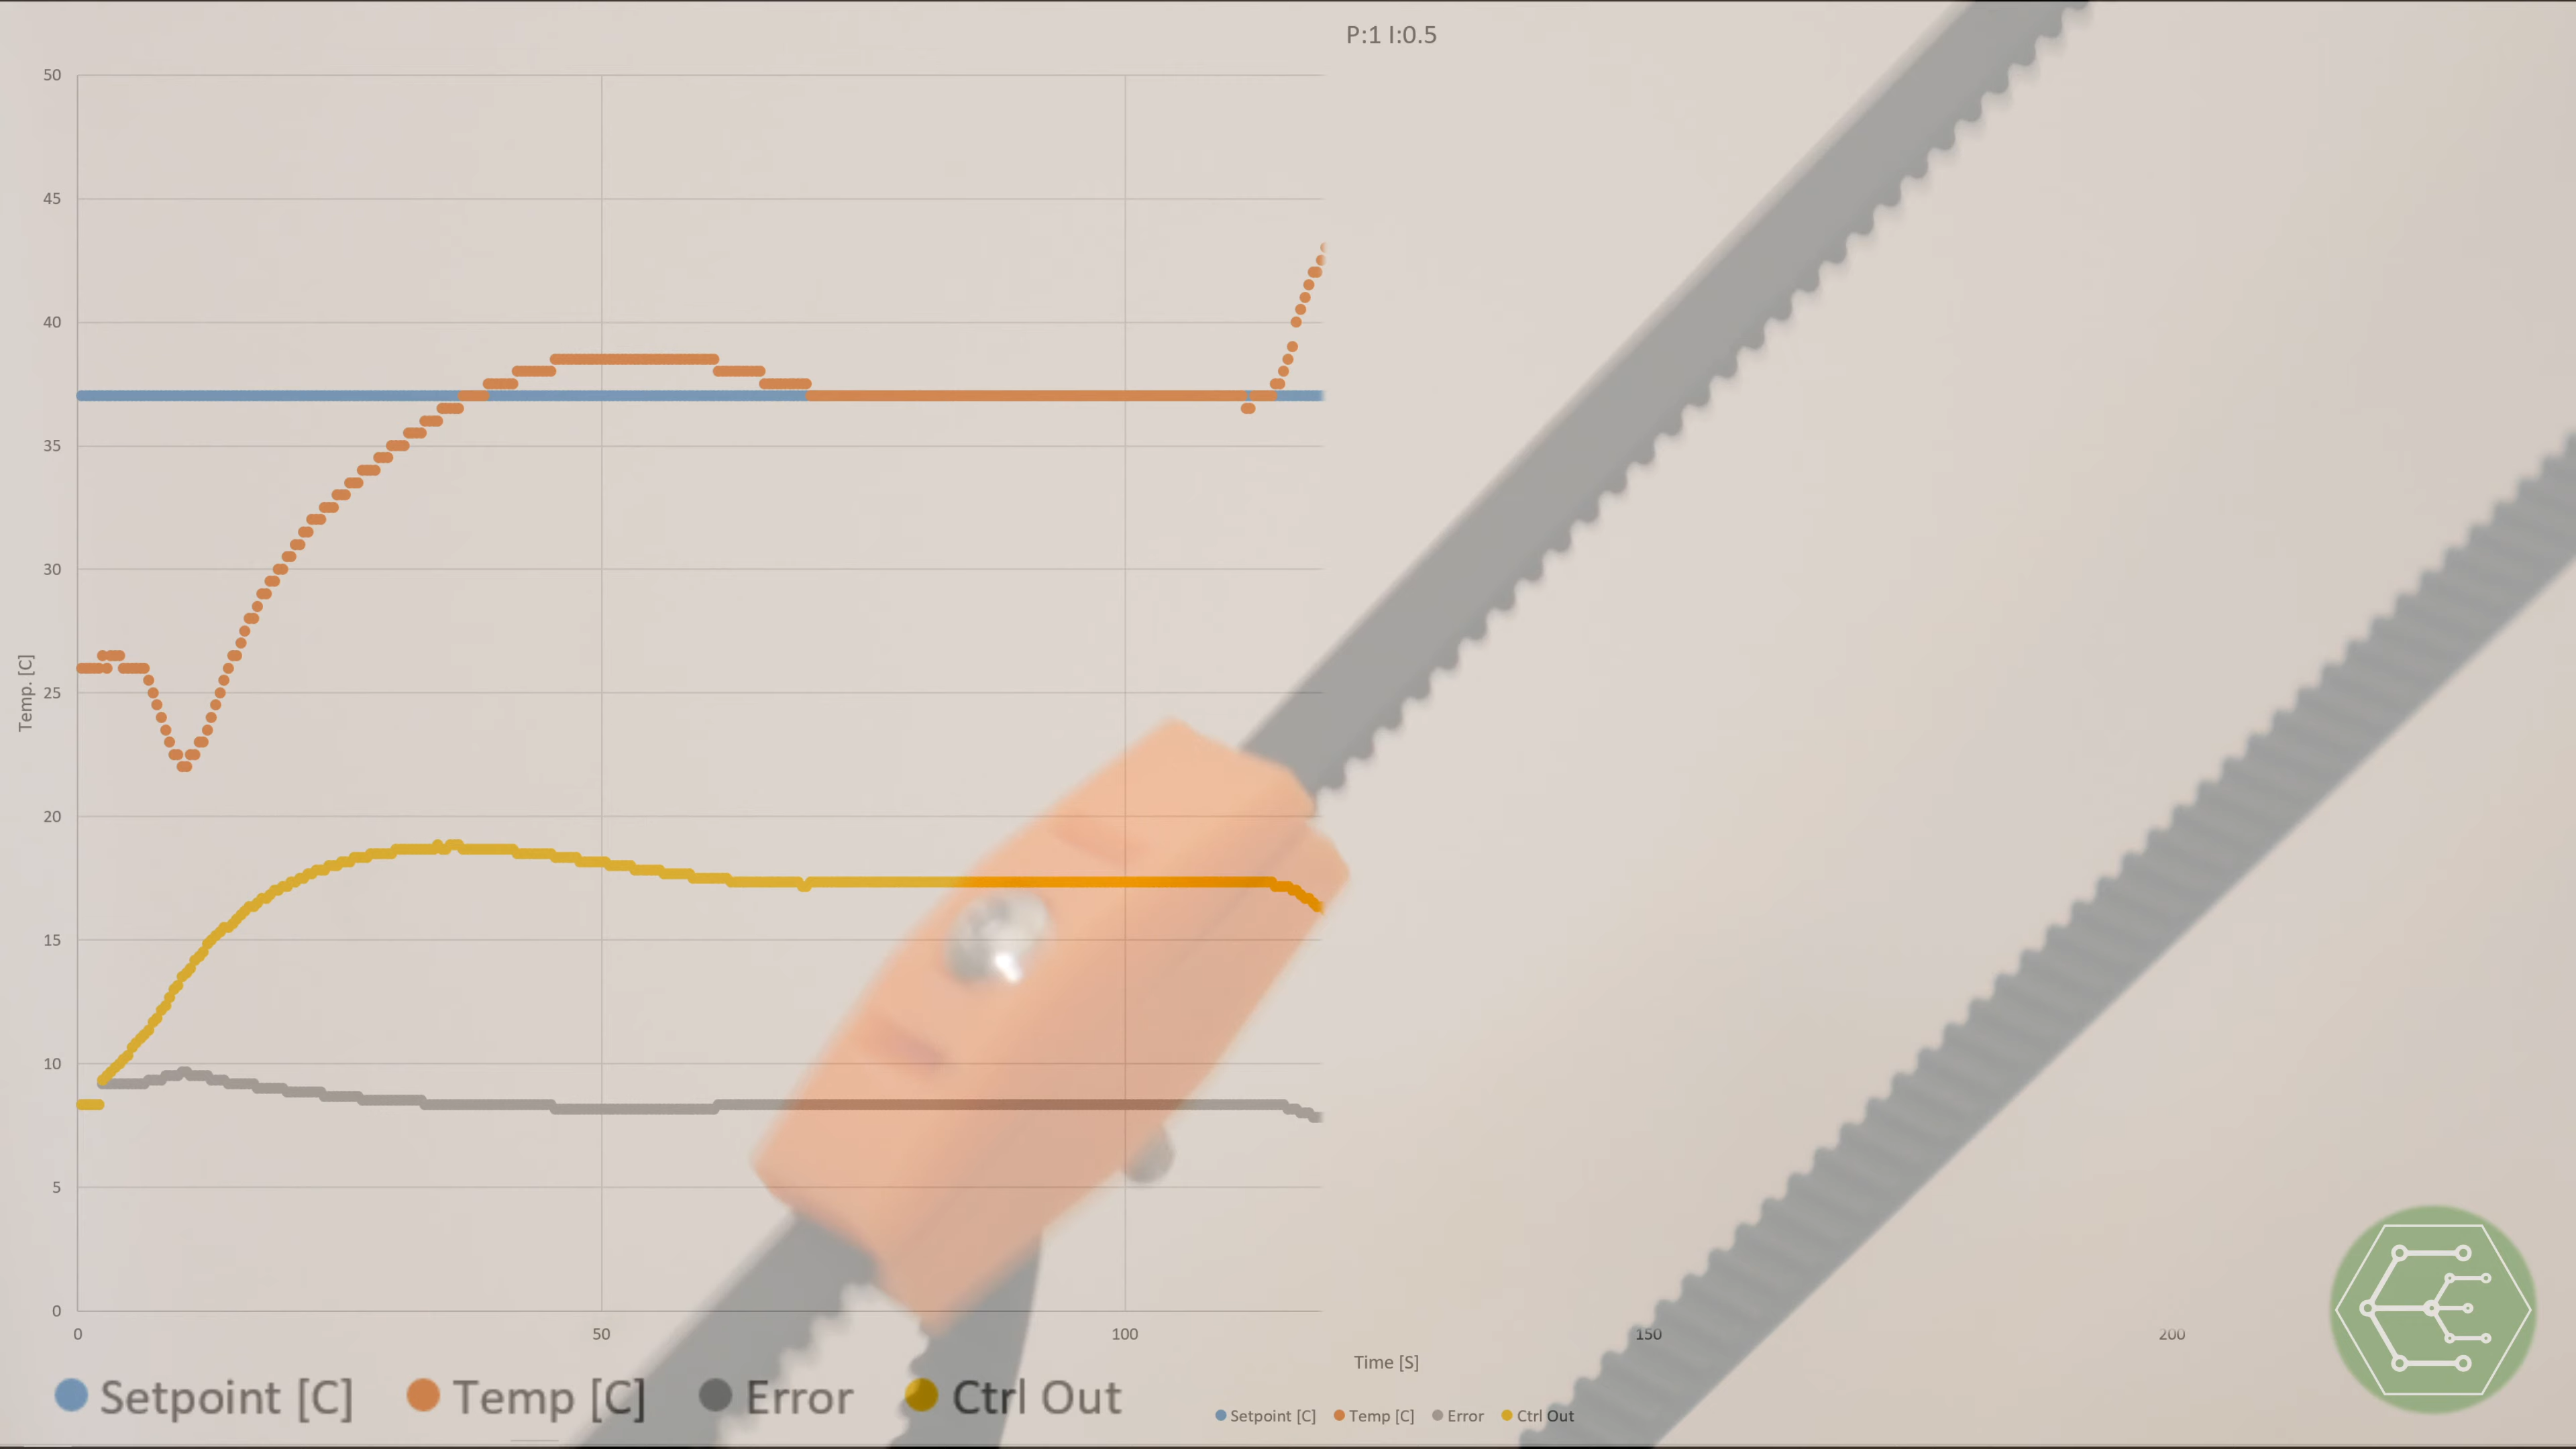 P:1 I:0.5
50
45
40
35
30
25
20
15
10
5
0
Temp. [C]
0 50 100 150 200
Time [S]
Setpoint [C] Temp [C] Error Ctrl Out
Setpoint [C] Temp [C] Error Ctrl Out